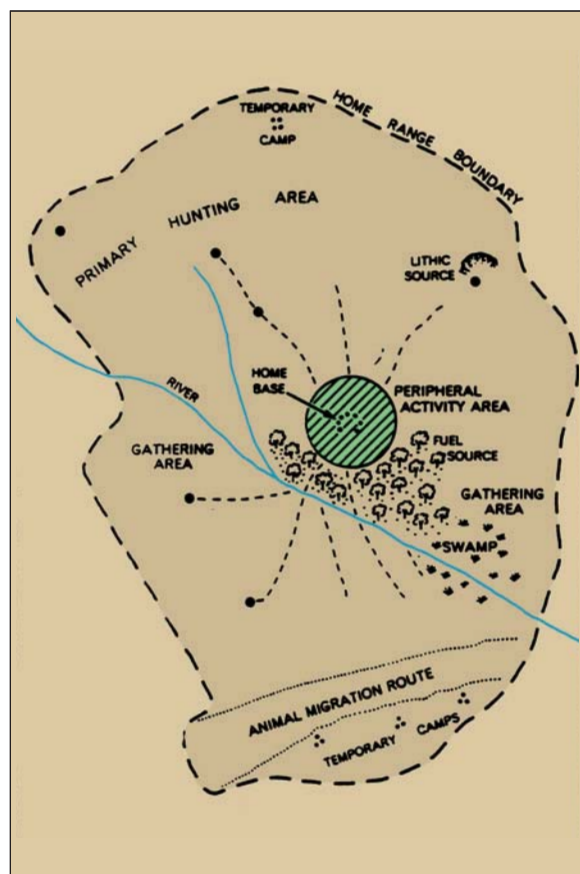 TEMPORARY
CAMP
HOME RANGE BOUNDARY
PRIMARY HUNTING AREA
LITHIC
SOURCE
HOME
BASE
PERIPHERAL
ACTIVITY AREA
RIVER
FUEL
SOURCE
GATHERING
AREA
GATHERING
AREA
SWAMP
ANIMAL MIGRATION ROUTE
TEMPORARY CAMPS